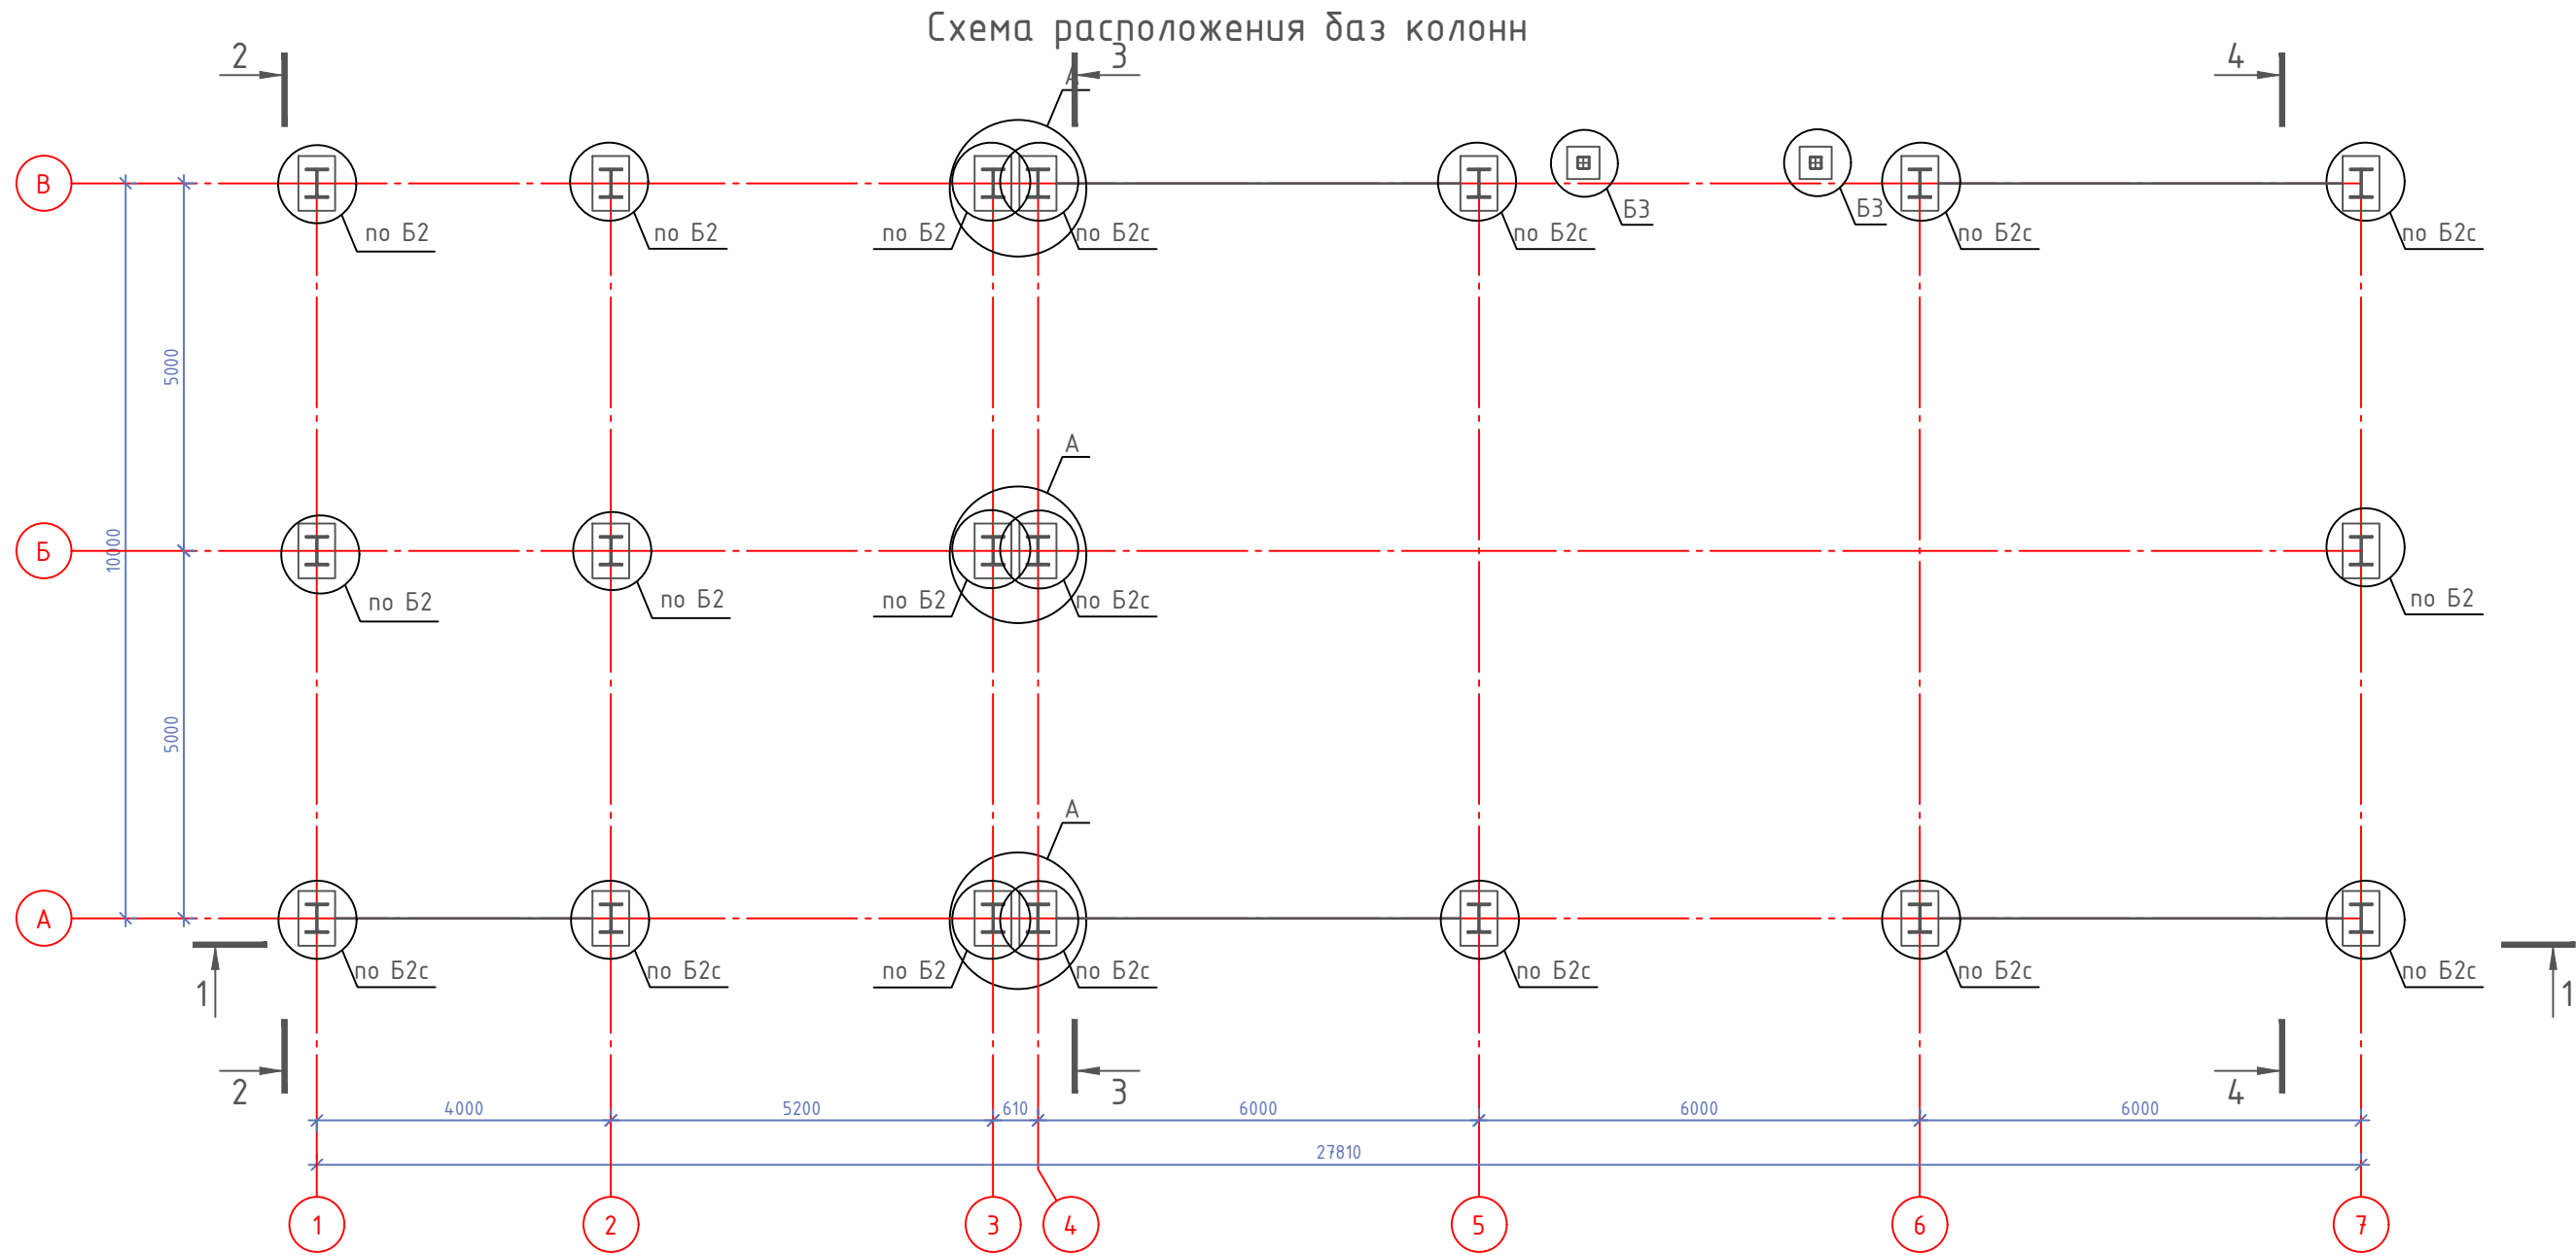 Схема расположения баз колонн
2 3 4
А
В
по Б2 по Б2 по Б2 по Б2с по Б2с Б3 Б3 по Б2с по Б2с
5000
А
10000
Б
по Б2 по Б2 по Б2 по Б2с по Б2
5000
А
А
по Б2с по Б2с по Б2 по Б2с по Б2с по Б2с по Б2с
1 1
2 3 4
4000 5200 610 6000 6000 6000
27810
1 2 3 4 5 6 7